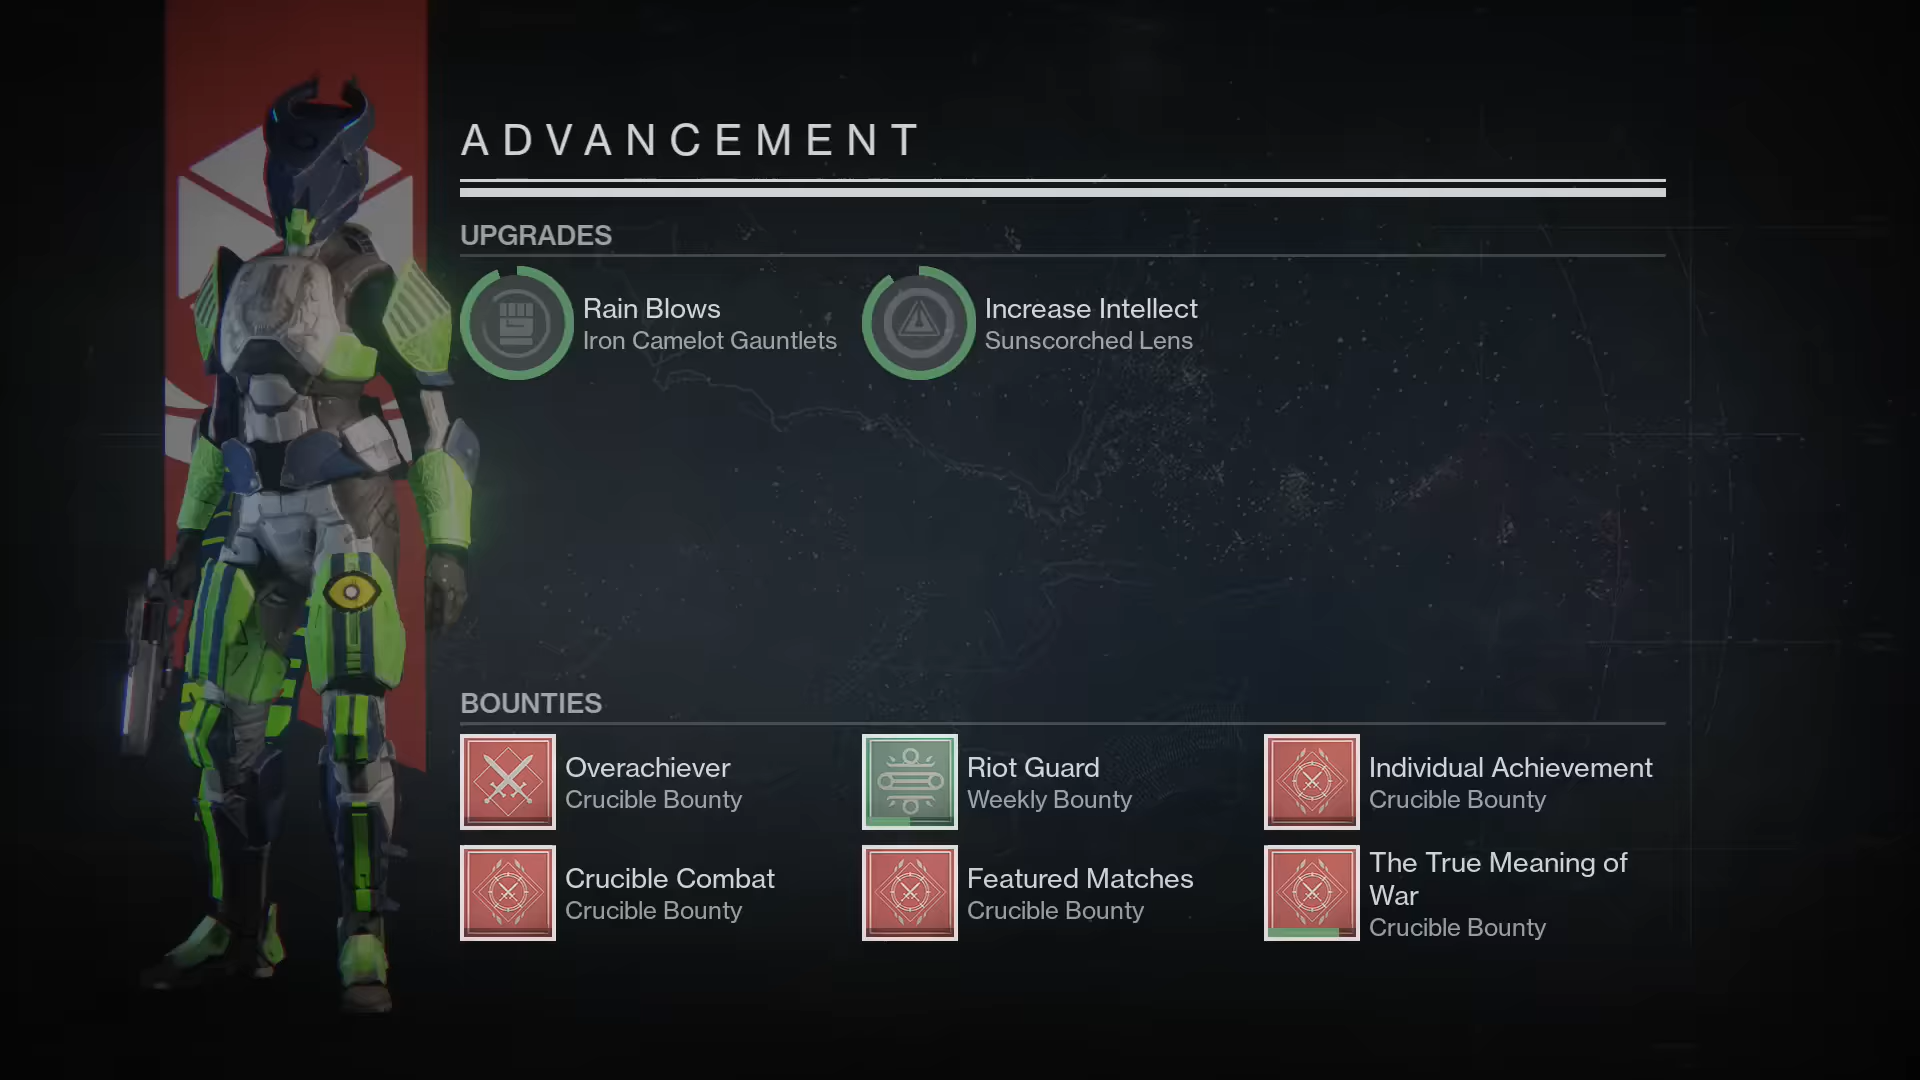 ADVANCEMENT
UPGRADES
Rain Blows
Iron Camelot Gauntlets
Increase Intellect
Sunscorched Lens
BOUNTIES
Overachiever
Crucible Bounty
Riot Guard
Weekly Bounty
Individual Achievement
Crucible Bounty
Crucible Combat
Crucible Bounty
Featured Matches
Crucible Bounty
The True Meaning of
War
Crucible Bounty